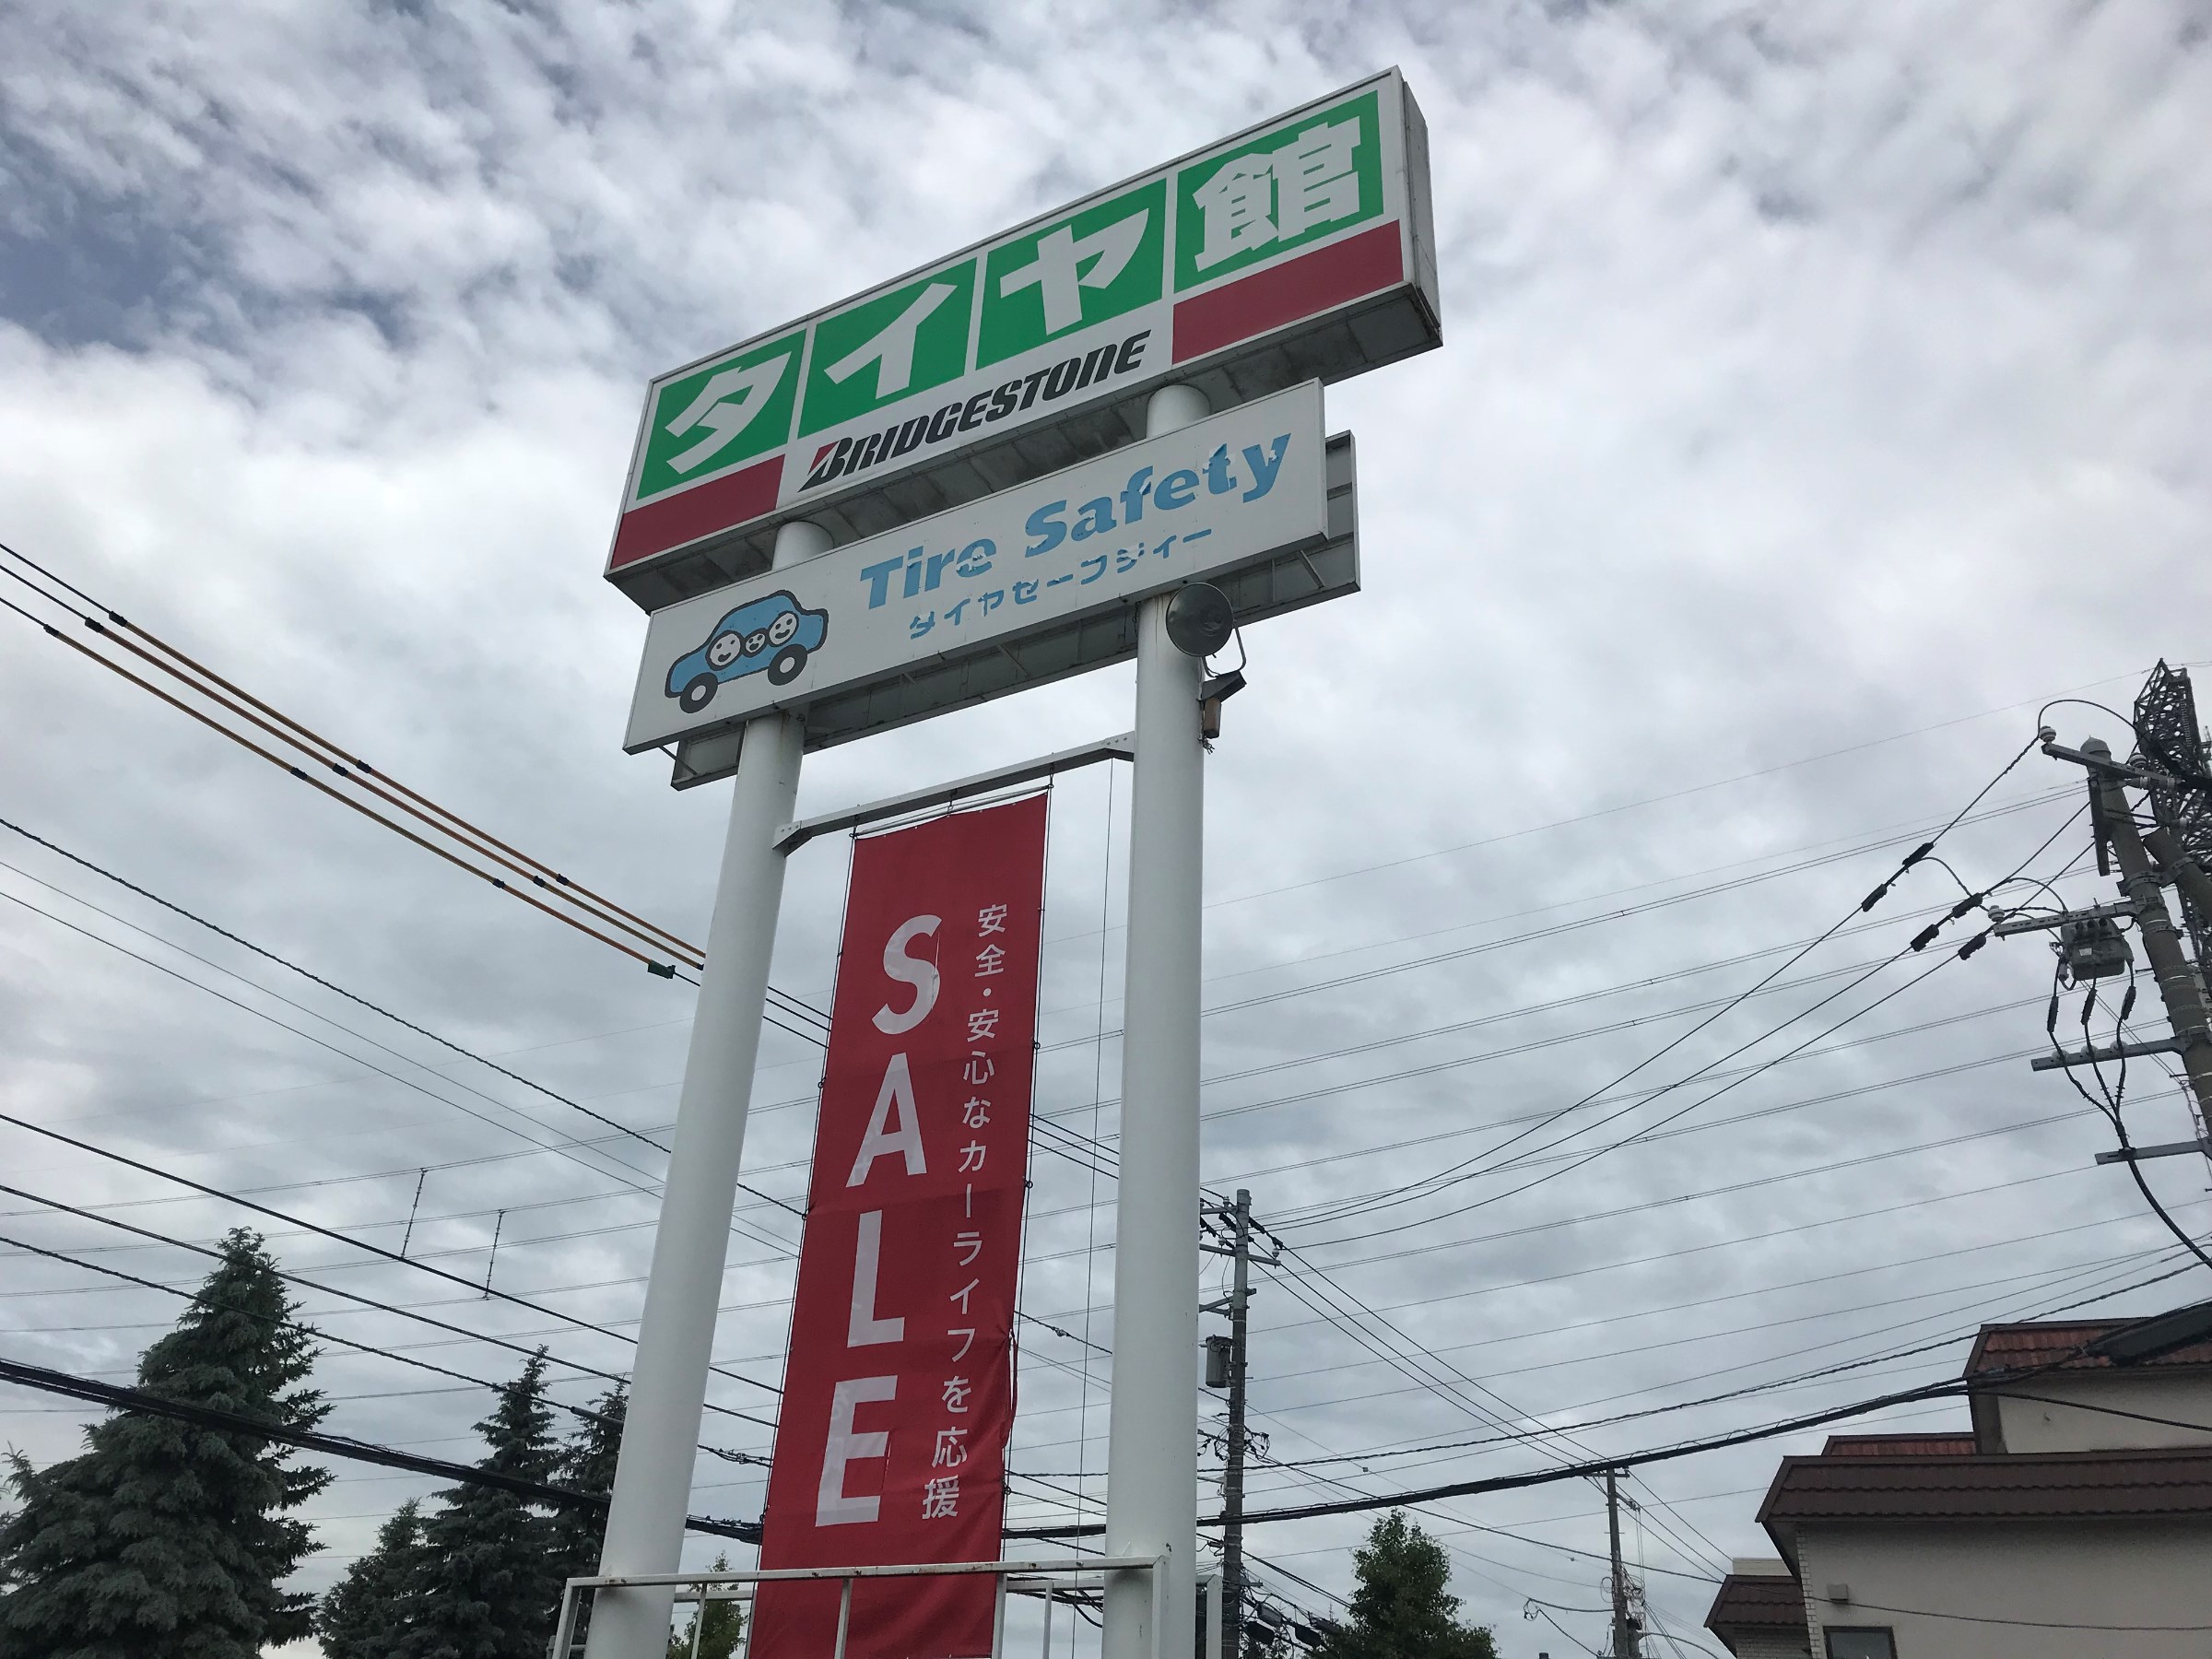 タイヤ館
BRIDGESTONE
Tire Safety
タイヤセーフティー
SALE
安全・安心なカーライフを応援